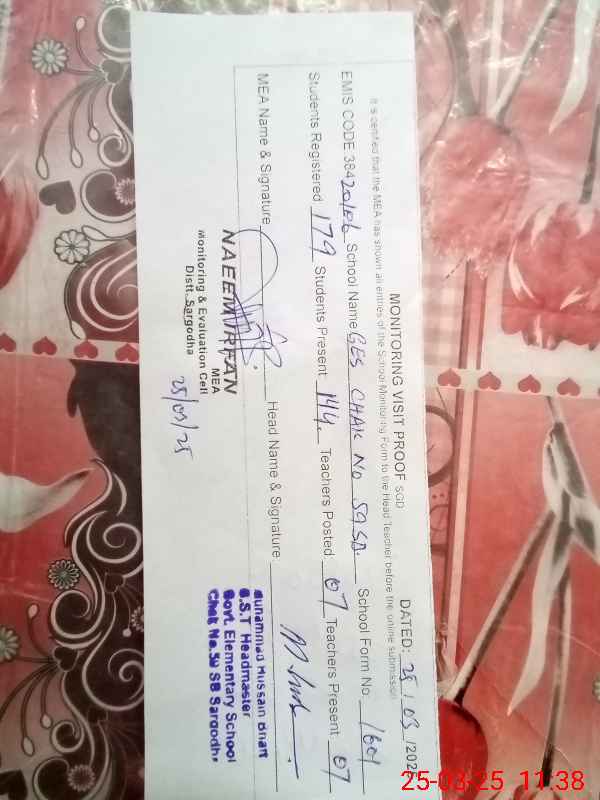 MONITORING VISIT PROOF SGD
DATED: 25 / 03 /2025
It is certified that the MEA has shown all entries of the School Monitoring Form to the Head Teacher before the online submission
EMIS CODE 384 School Name GES CHAK No 59 SB. School Form No. 1601
Students Registered 179 Students Present 144 Teachers Posted 07 Teachers Present 07
MEA Name & Signature Head Name & Signature:
NAEEM IRFAN
MEA
Monitoring & Evaluation Cell
Distt. Sargodha
25/03/25
Muhammad Hussain Bhatti
S.S.T Headmaster
Govt. Elementary School
Chak No.59 SB Sargodha
25-03-25 11:38